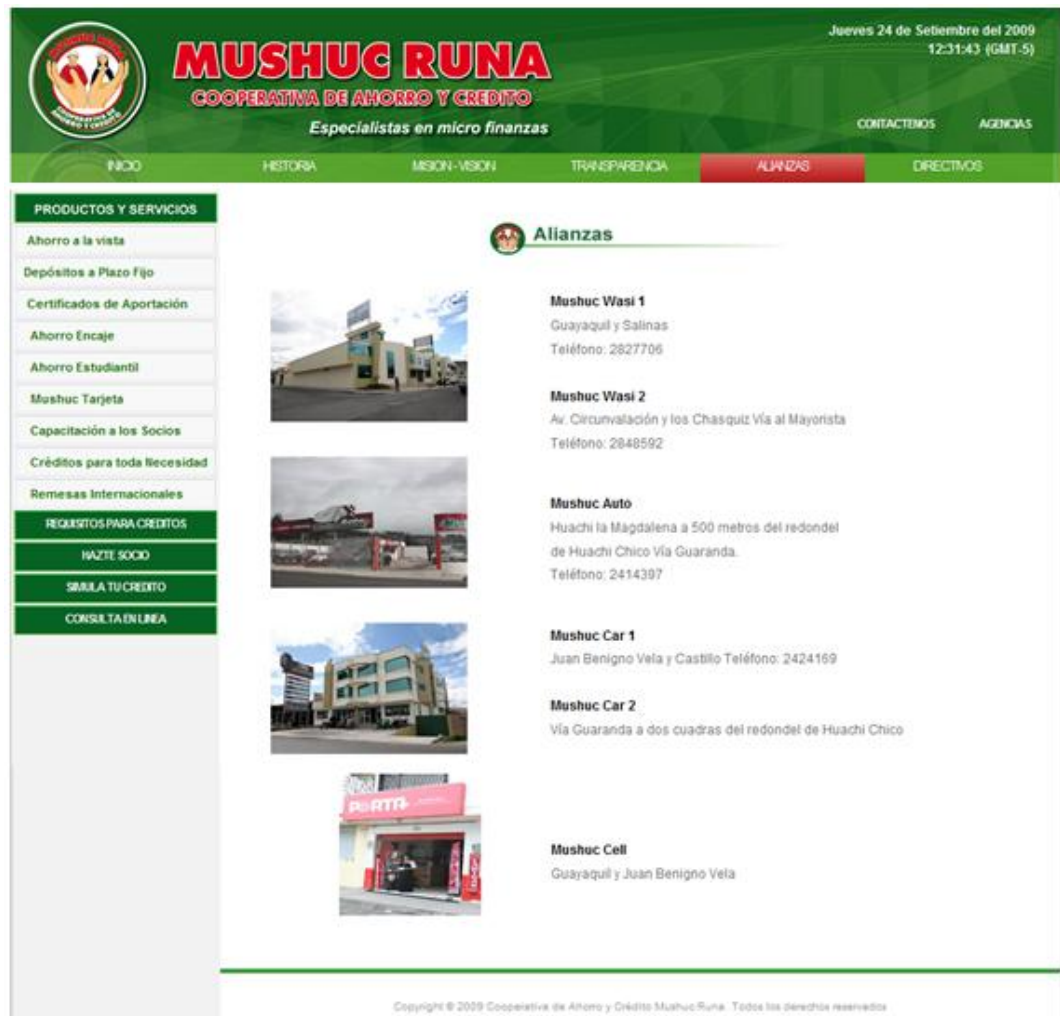 Jueves 24 de Setiembre del 2009
12:31:43 (GMT-5)
MUSHUC RUNA
COOPERATIVA DE AHORRO Y CREDITO
Especialistas en micro finanzas
CONTACTENOS AGENCIAS
INICIO HISTORIA MISION-VISION TRANSPARENCIA ALIANZAS DIRECTIVOS
PRODUCTOS Y SERVICIOS
Ahorro a la vista
Depósitos a Plazo Fijo
Certificados de Aportación
Ahorro Encaje
Ahorro Estudiantil
Mushuc Tarjeta
Capacitación a los Socios
Créditos para toda Necesidad
Remesas Internacionales
REQUISITOS PARA CREDITOS
HAZTE SOCIO
SIMULA TU CREDITO
CONSULTA EN LINEA
Alianzas
Mushuc Wasi 1
Guayaquil y Salinas
Teléfono: 2827706
Mushuc Wasi 2
Av. Circunvalación y los Chasquiz Vía al Mayorista
Teléfono: 2848592
Mushuc Auto
Huachi la Magdalena a 500 metros del redondel
de Huachi Chico Vía Guaranda.
Teléfono: 2414397
Mushuc Car 1
Juan Benigno Vela y Castillo Teléfono: 2424169
Mushuc Car 2
Vía Guaranda a dos cuadras del redondel de Huachi Chico
PORTA
Mushuc Cell
Guayaquil y Juan Benigno Vela
Copyright © 2009 Cooperativa de Ahorro y Crédito Mushuc Runa. Todos los derechos reservados